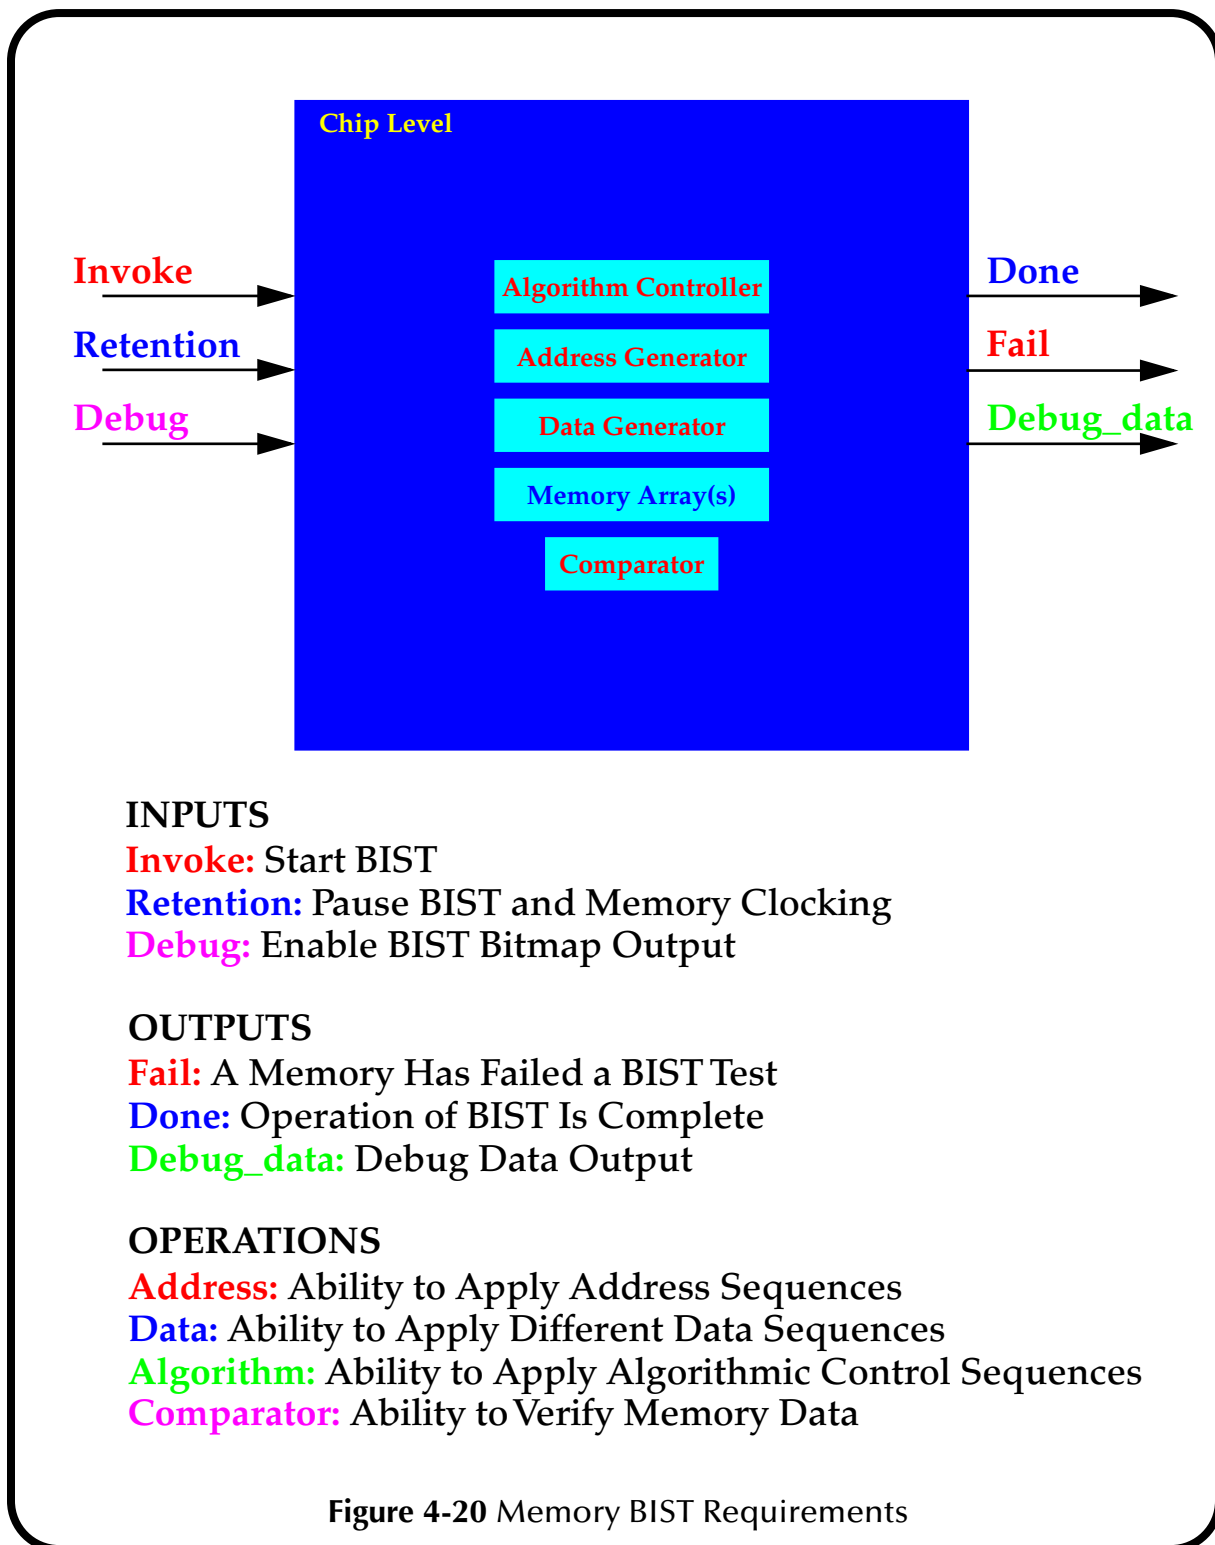 Chip Level
Invoke
Retention
Debug
Algorithm Controller
Address Generator
Data Generator
Memory Array(s)
Comparator
Done
Fail
Debug_data
INPUTS
Invoke: Start BIST
Retention: Pause BIST and Memory Clocking
Debug: Enable BIST Bitmap Output
OUTPUTS
Fail: A Memory Has Failed a BIST Test
Done: Operation of BIST Is Complete
Debug_data: Debug Data Output
OPERATIONS
Address: Ability to Apply Address Sequences
Data: Ability to Apply Different Data Sequences
Algorithm: Ability to Apply Algorithmic Control Sequences
Comparator: Ability to Verify Memory Data
Figure 4-20 Memory BIST Requirements